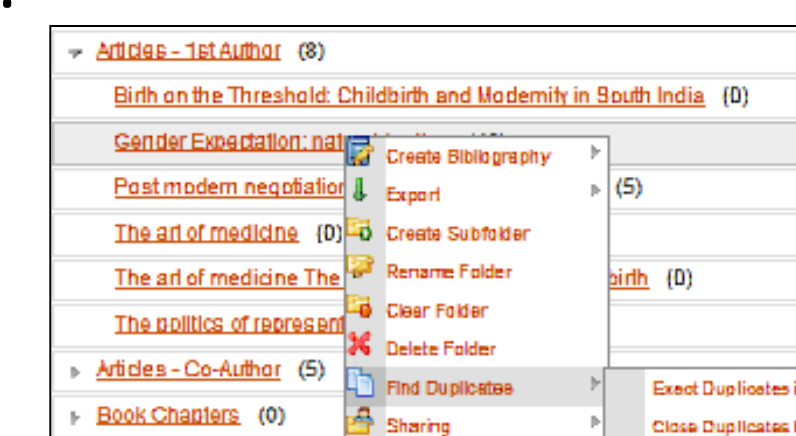 Articles - 1st Author (8)
Birth on the Threshold: Childbirth and Modernity in South India (0)
Gender Expectation: nat
Create Bibliography
Post modern negotiation (5)
Export
The art of medicine (0)
Create Subfolder
Rename Folder
The art of medicine The birth (0)
Clear Folder
The politics of represent
Delete Folder
Articles - Co-Author (5)
Find Duplicates
Exact Duplicates
Book Chapters (0)
Sharing
Close Duplicates